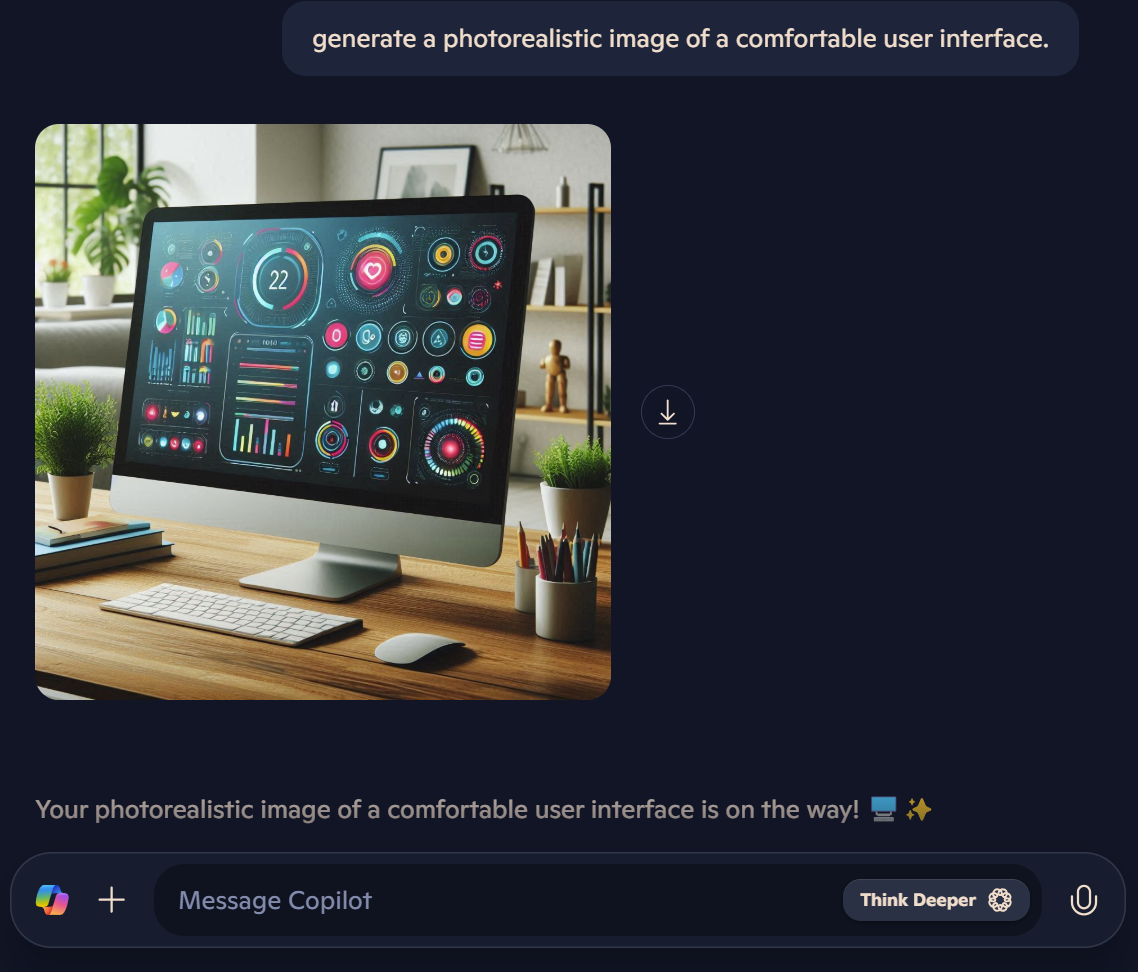 generate a photorealistic image of a comfortable user interface.
22
Your photorealistic image of a comfortable user interface is on the way! 🖥️✨
Message Copilot
Think Deeper